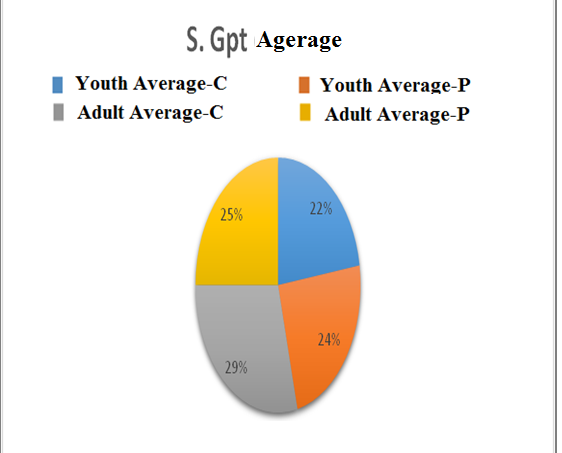 S. Gpt Agerage
Youth Average-C Youth Average-P
Adult Average-C Adult Average-P
25% 22%
24%
29%